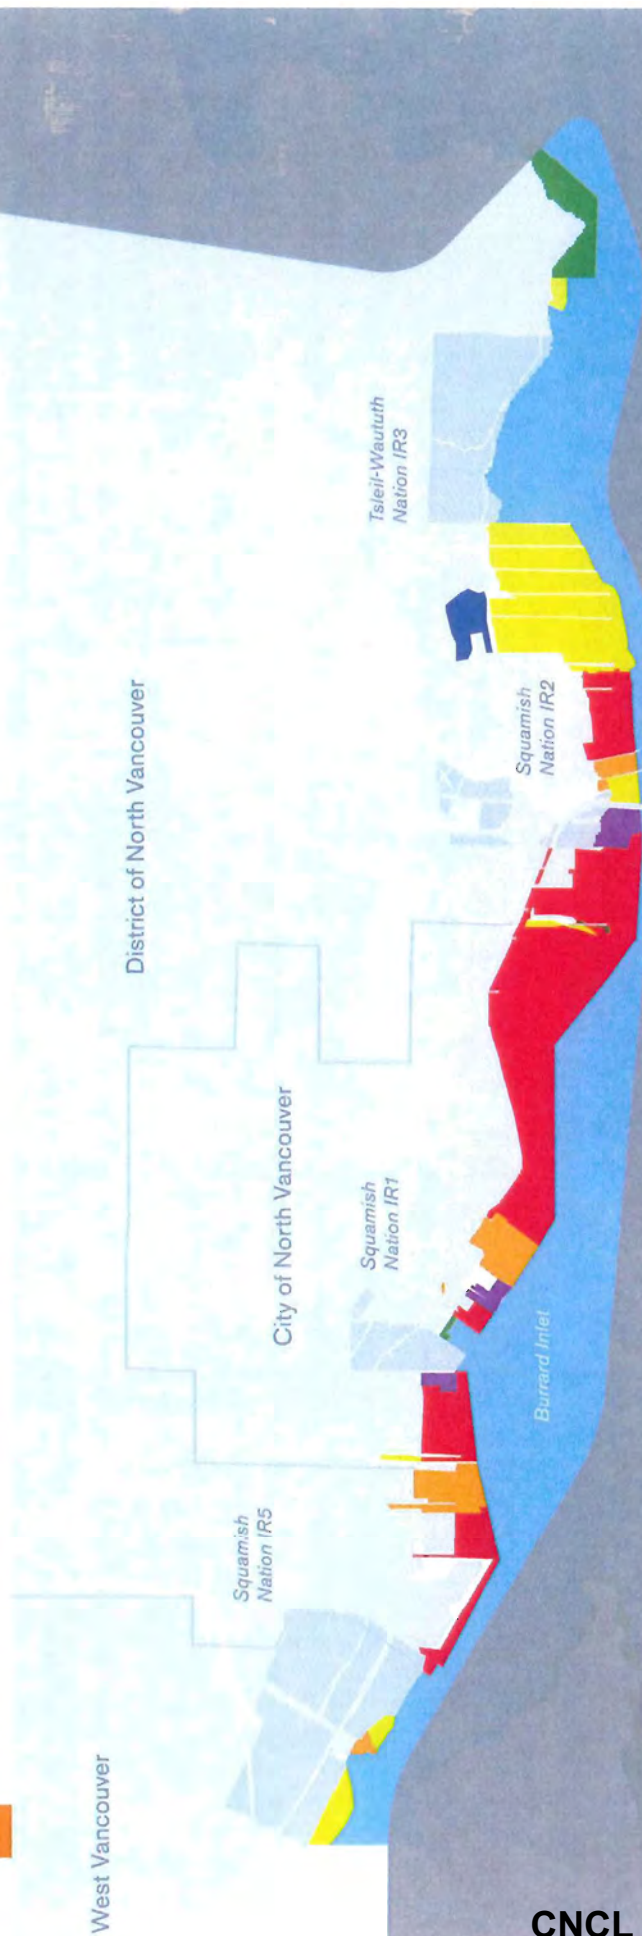 West Vancouver
Squamish
Nation IR5
City of North Vancouver
Squamish
Nation IR1
District of North Vancouver
Squamish
Nation IR2
Tsleil-Waututh
Nation IR3
Burrard Inlet
CNCL